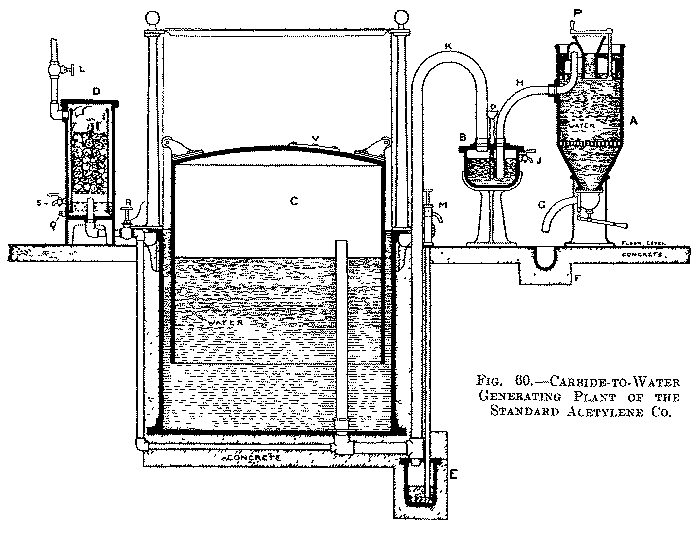 P
L
K
D
H
B
WATER
A
V
J
S
C
R
M
G
Q
FLOOR LEVEL
CONCRETE
F
WATER
FIG. 60.—CARBIDE-TO-WATER
GENERATING PLANT OF THE
STANDARD ACETYLENE CO.
CONCRETE
E